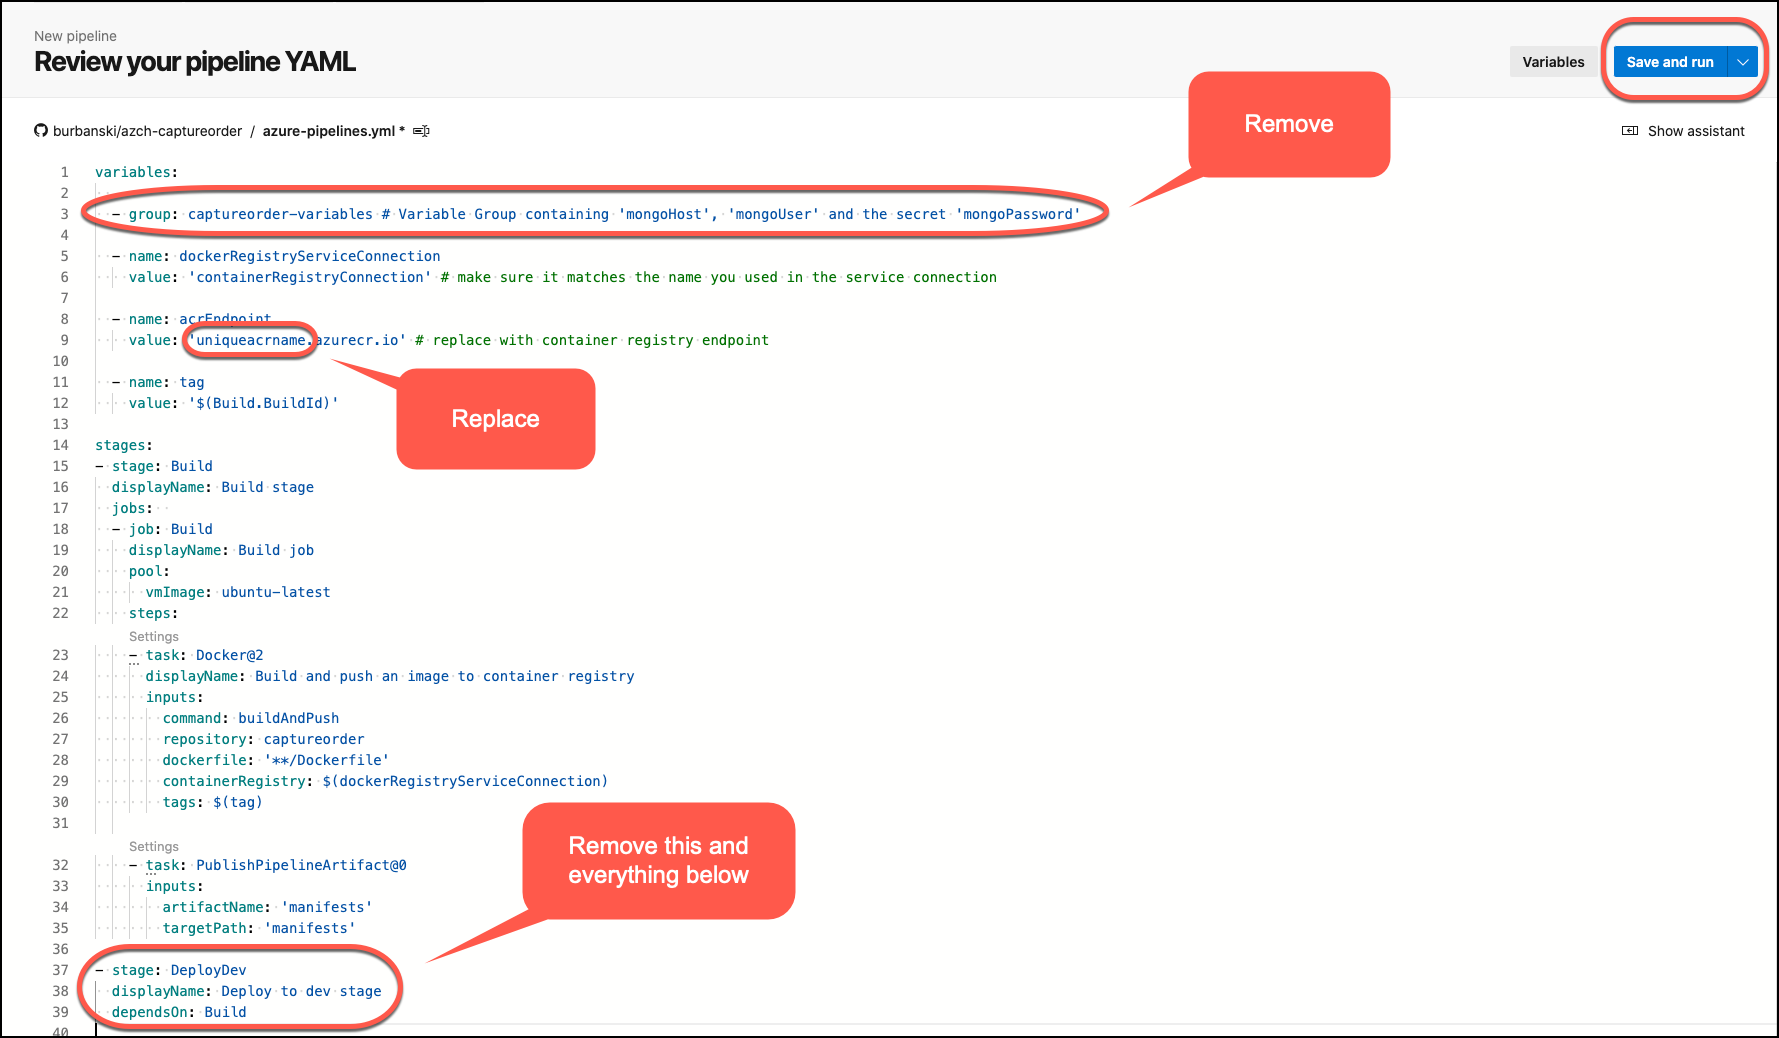 New pipeline
Review your pipeline YAML
Variables
Save and run
burbanski/azch-captureorder / azure-pipelines.yml *
Show assistant
Remove
1 variables:
2
3 - group: captureorder-variables # Variable Group containing 'mongoHost', 'mongoUser' and the secret 'mongoPassword'
4
5 - name: dockerRegistryServiceConnection
6 value: 'containerRegistryConnection' # make sure it matches the name you used in the service connection
7
8 - name: acrEndpoint
9 value: 'uniqueacrname.azurecr.io' # replace with container registry endpoint
10
11 - name: tag
12 value: '$(Build.BuildId)'
Replace
13
14 stages:
15 - stage: Build
16 displayName: Build stage
17 jobs:
18 - job: Build
19 displayName: Build job
20 pool:
21 vmImage: ubuntu-latest
22 steps:
Settings
23 - task: Docker@2
24 displayName: Build and push an image to container registry
25 inputs:
26 command: buildAndPush
27 repository: captureorder
28 dockerfile: '**/Dockerfile'
29 containerRegistry: $(dockerRegistryServiceConnection)
30 tags: $(tag)
31
Remove this and
everything below
Settings
32 - task: PublishPipelineArtifact@0
33 inputs:
34 artifactName: 'manifests'
35 targetPath: 'manifests'
36
37 - stage: DeployDev
38 displayName: Deploy to dev stage
39 dependsOn: Build
40